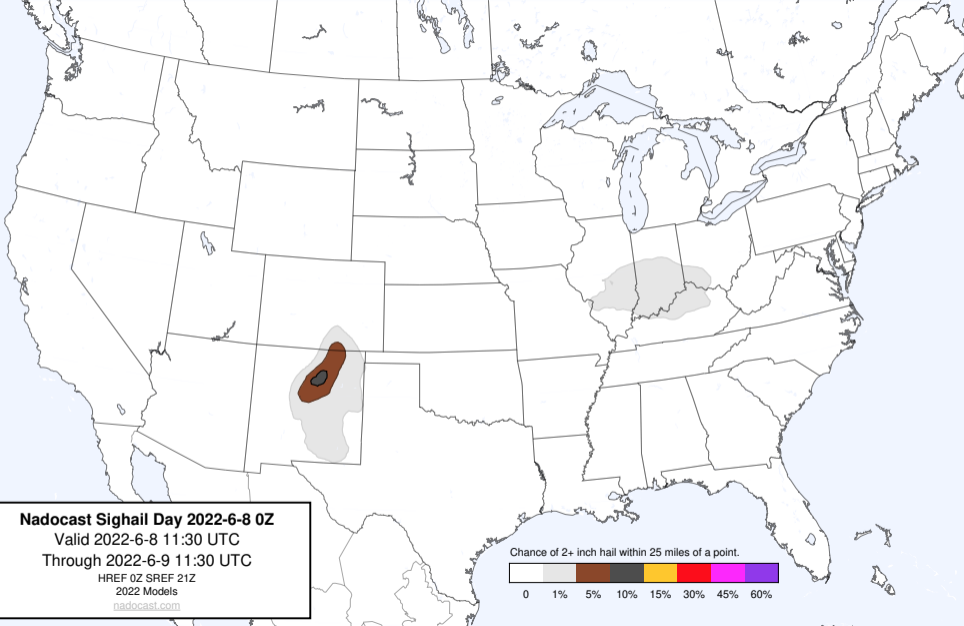 Nadocast Sighail Day 2022-6-8 0Z
Valid 2022-6-8 11:30 UTC
Through 2022-6-9 11:30 UTC
HREF 0Z SREF 21Z
2022 Models
nadocast.com
Chance of 2+ inch hail within 25 miles of a point.
0 1% 5% 10% 15% 30% 45% 60%